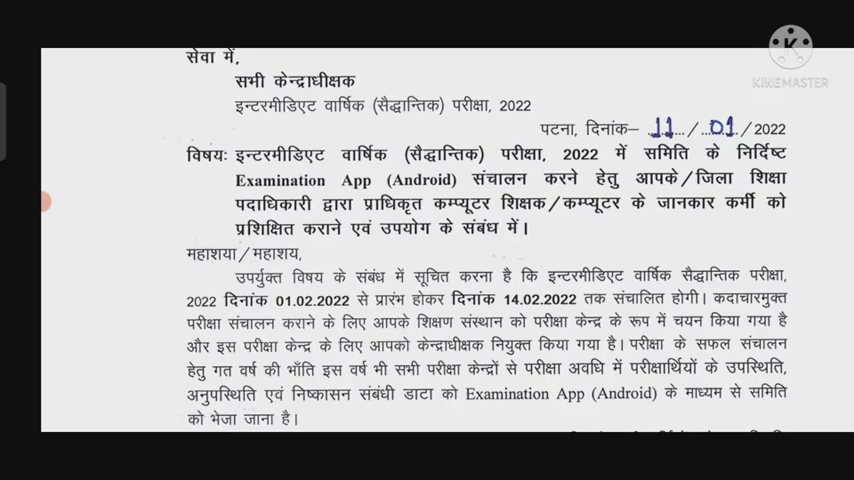 KINEMASTER
सेवा में,
सभी केन्द्राधीक्षक
इन्टरमीडिएट वार्षिक (सैद्धान्तिक) परीक्षा, 2022
पटना, दिनांक– 11 / 01 / 2022
विषयः इन्टरमीडिएट वार्षिक (सैद्धान्तिक) परीक्षा, 2022 में समिति के निर्दिष्ट
Examination App (Android) संचालन करने हेतु आपके/जिला शिक्षा
पदाधिकारी द्वारा प्राधिकृत कम्प्यूटर शिक्षक/कम्प्यूटर के जानकार कर्मी को
प्रशिक्षित कराने एवं उपयोग के संबंध में।
महाशया/महाशय,
उपर्युक्त विषय के संबंध में सूचित करना है कि इन्टरमीडिएट वार्षिक सैद्धान्तिक परीक्षा,
2022 दिनांक 01.02.2022 से प्रारंभ होकर दिनांक 14.02.2022 तक संचालित होगी। कदाचारमुक्त
परीक्षा संचालन कराने के लिए आपके शिक्षण संस्थान को परीक्षा केन्द्र के रूप में चयन किया गया है
और इस परीक्षा केन्द्र के लिए आपको केन्द्राधीक्षक नियुक्त किया गया है। परीक्षा के सफल संचालन
हेतु गत वर्ष की भाँति इस वर्ष भी सभी परीक्षा केन्द्रों से परीक्षा अवधि में परीक्षार्थियों के उपस्थिति,
अनुपस्थिति एवं निष्कासन संबंधी डाटा को Examination App (Android) के माध्यम से समिति
को भेजा जाना है।